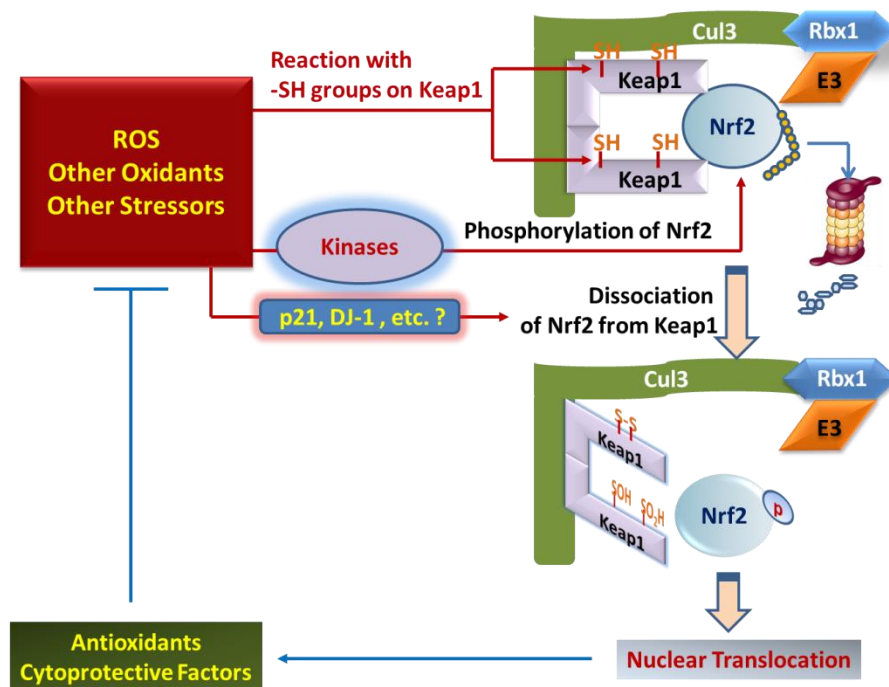 Cul3
Rbx1
E3
Reaction with
-SH groups on Keap1
SH
SH
Keap1
ROS
Other Oxidants
Other Stressors
Nrf2
SH
SH
Keap1
Kinases
Phosphorylation of Nrf2
p21, DJ-1 , etc. ?
Dissociation
of Nrf2 from Keap1
Cul3
Rbx1
E3
S-S
Keap1
SOH
SO₂H
Keap1
Nrf2
p
Antioxidants
Cytoprotective Factors
Nuclear Translocation